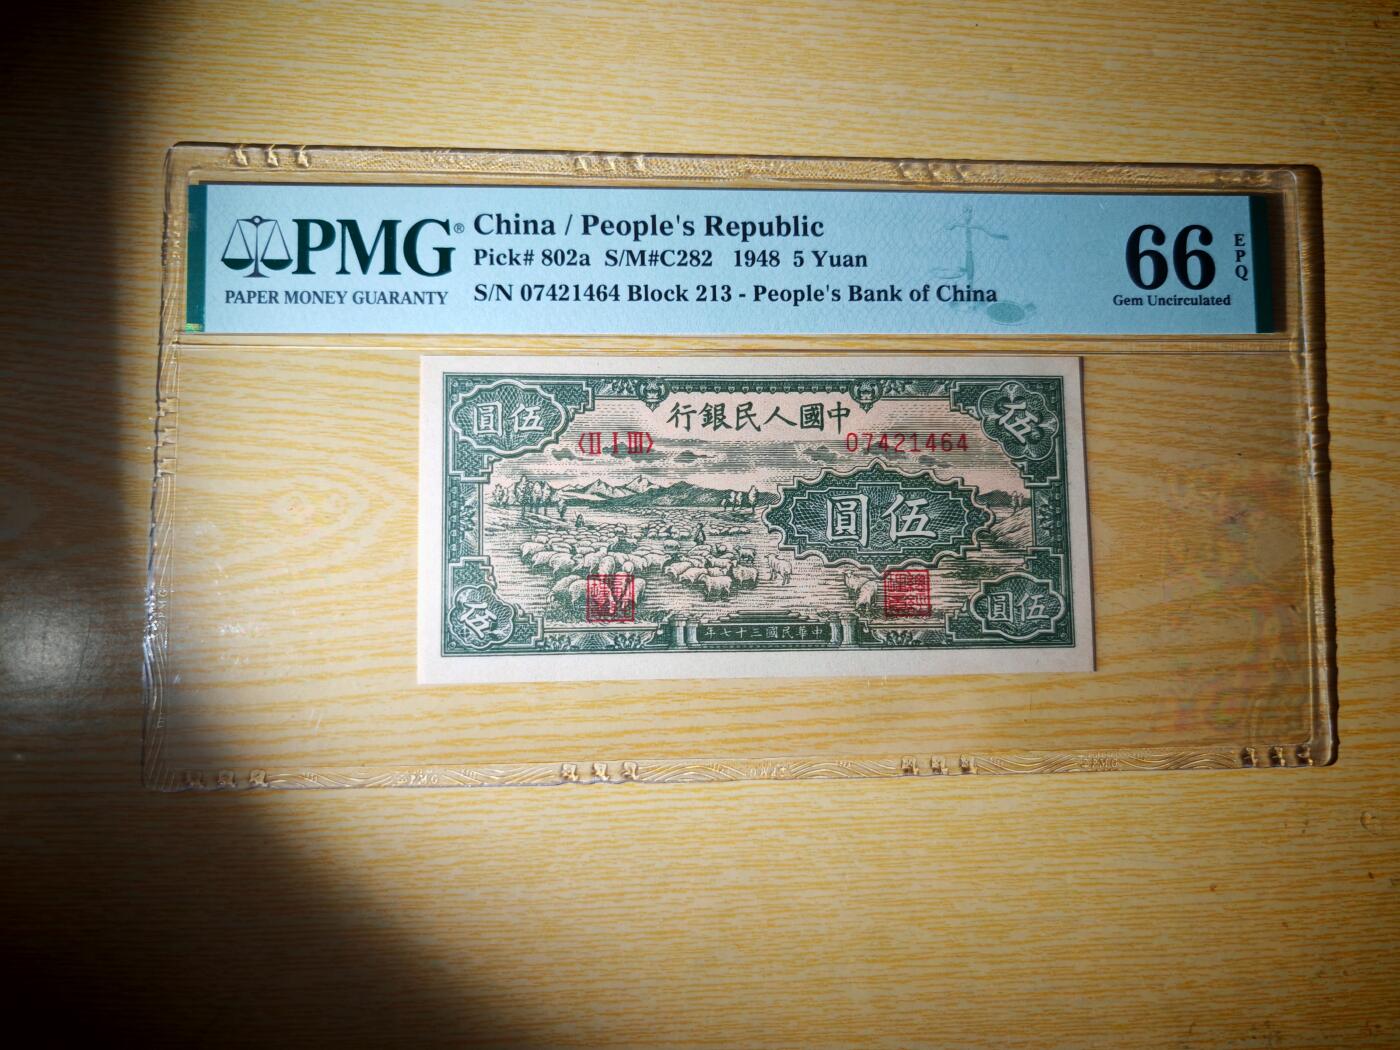 PMG®
PAPER MONEY GUARANTY
China / People's Republic
Pick# 802a S/M#C282 1948 5 Yuan
S/N 07421464 Block 213 - People's Bank of China
66
EPQ
Gem Uncirculated
圓伍
行銀民人國中
伍
〈Ⅱ Ⅰ Ⅲ〉
07421464
圓伍
伍
圓伍
年七十三國民華中